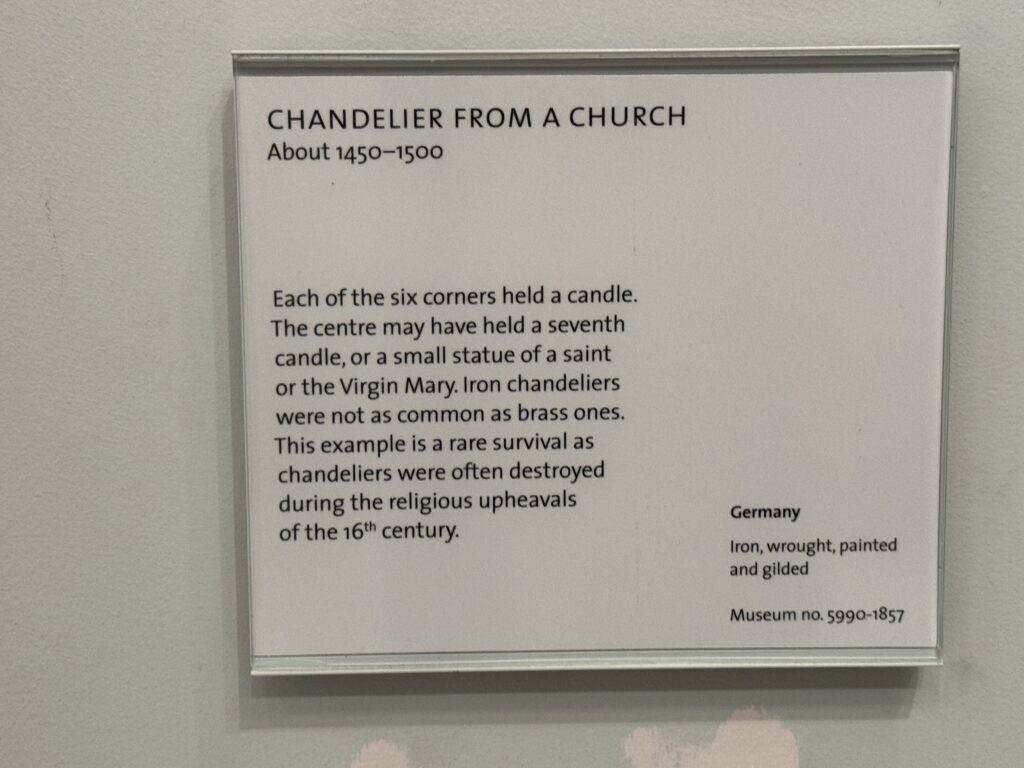 CHANDELIER FROM A CHURCH
About 1450–1500
Each of the six corners held a candle.
The centre may have held a seventh
candle, or a small statue of a saint
or the Virgin Mary. Iron chandeliers
were not as common as brass ones.
This example is a rare survival as
chandeliers were often destroyed
during the religious upheavals
of the 16th century.
Germany
Iron, wrought, painted
and gilded
Museum no. 5990-1857